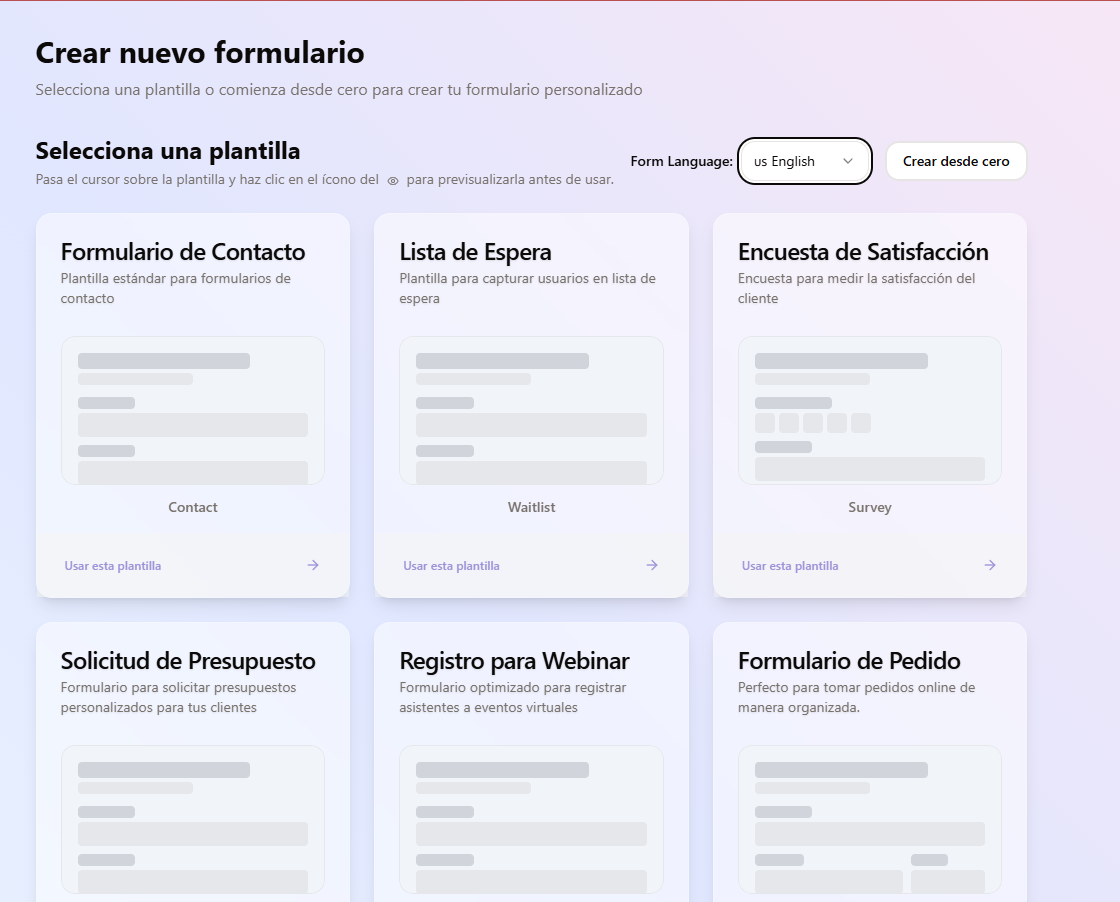 Crear nuevo formulario
Selecciona una plantilla o comienza desde cero para crear tu formulario personalizado
Selecciona una plantilla
Pasa el cursor sobre la plantilla y haz clic en el ícono del para previsualizarla antes de usar.
Form Language:
us English
Crear desde cero
Formulario de Contacto
Plantilla estándar para formularios de
contacto
Contact
Usar esta plantilla
Lista de Espera
Plantilla para capturar usuarios en lista de
espera
Waitlist
Usar esta plantilla
Encuesta de Satisfacción
Encuesta para medir la satisfacción del
cliente
Survey
Usar esta plantilla
Solicitud de Presupuesto
Formulario para solicitar presupuestos
personalizados para tus clientes
Registro para Webinar
Formulario optimizado para registrar
asistentes a eventos virtuales
Formulario de Pedido
Perfecto para tomar pedidos online de
manera organizada.